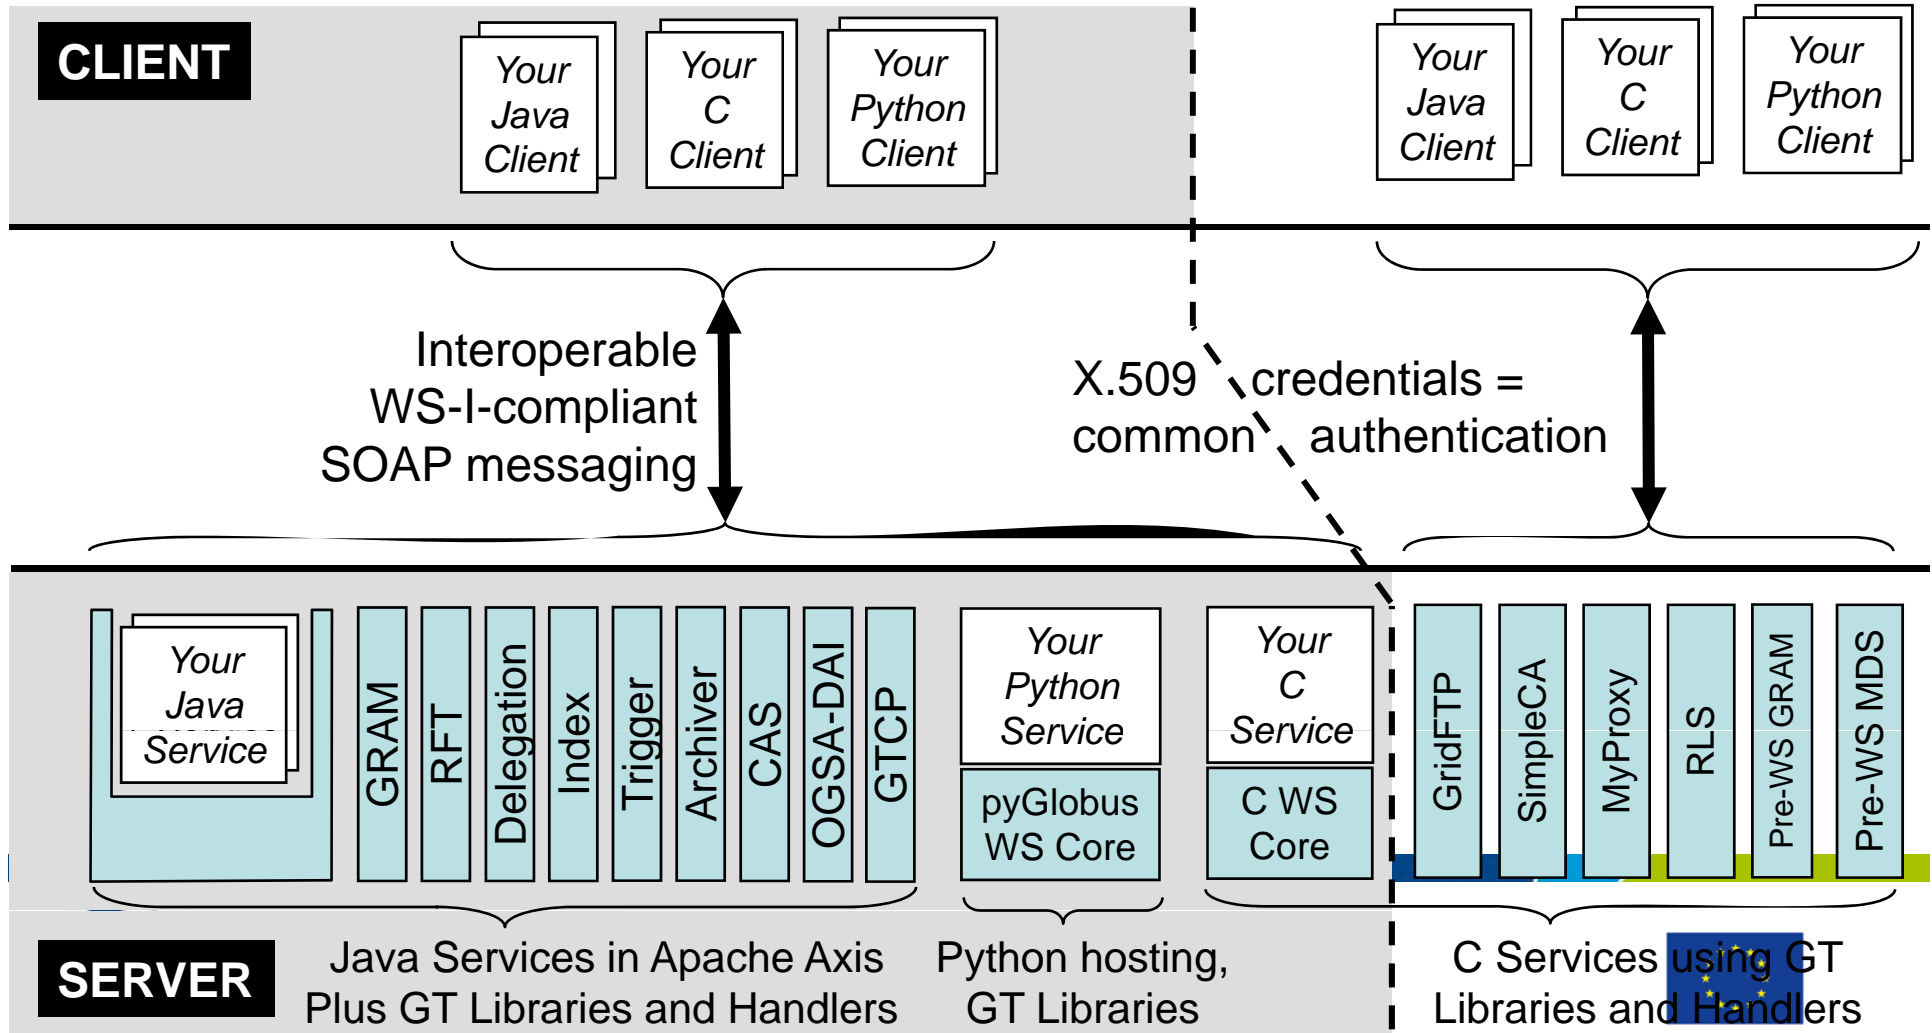 CLIENT
Your
Java
Client
Your
C
Client
Your
Python
Client
Your
Java
Client
Your
C
Client
Your
Python
Client
Interoperable
WS-I-compliant
SOAP messaging
X.509 credentials =
common authentication
Your
Java
Service
GRAM
RFT
Delegation
Index
Trigger
Archiver
CAS
OGSA-DAI
GTCP
Your
Python
Service
pyGlobus
WS Core
Your
C
Service
C WS
Core
GridFTP
SimpleCA
MyProxy
RLS
Pre-WS GRAM
Pre-WS MDS
SERVER
Java Services in Apache Axis
Plus GT Libraries and Handlers
Python hosting,
GT Libraries
C Services using GT
Libraries and Handlers